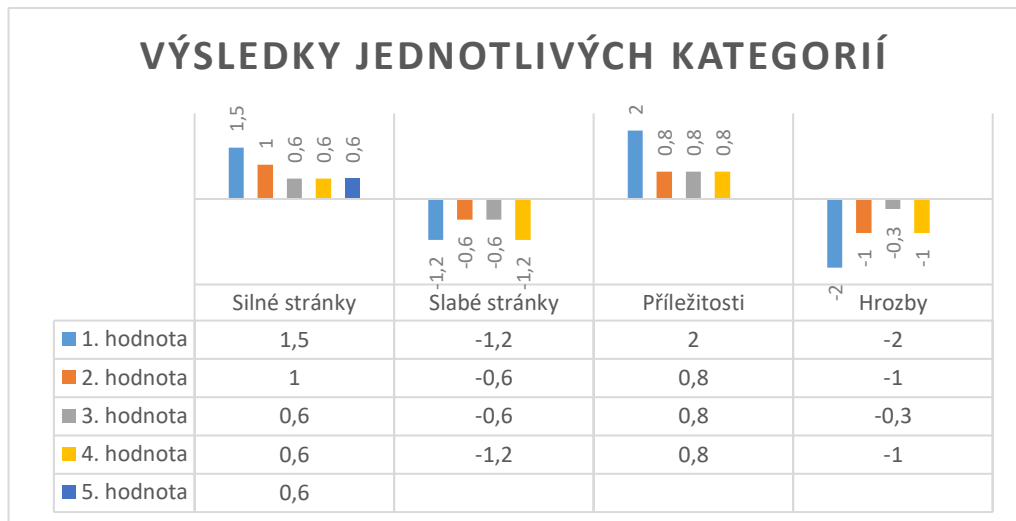 VÝSLEDKY JEDNOTLIVÝCH KATEGORIÍ
1,5 1 0,6 0,6 0,6 2 0,8 0,8 0,8
-1,2 -0,6 -0,6 -1,2 -2 -1 -0,3 -1
Silné stránky Slabé stránky Příležitosti Hrozby
1. hodnota 1,5 -1,2 2 -2
2. hodnota 1 -0,6 0,8 -1
3. hodnota 0,6 -0,6 0,8 -0,3
4. hodnota 0,6 -1,2 0,8 -1
5. hodnota 0,6